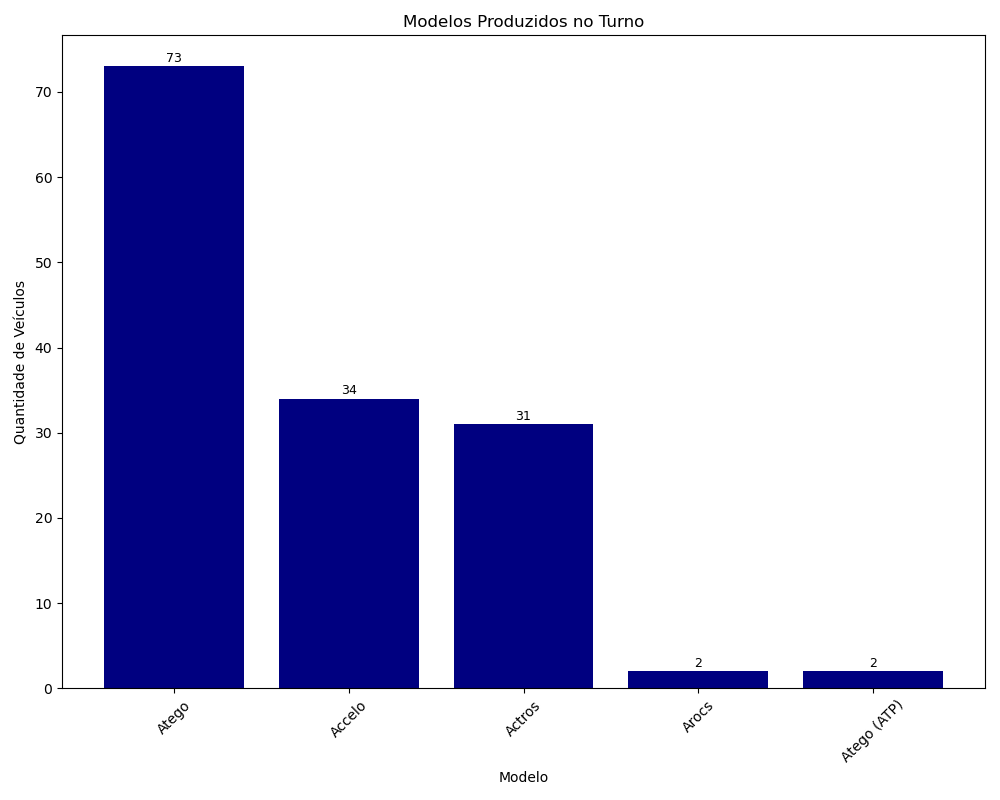 Modelos Produzidos no Turno
Quantidade de Veículos
70
60
50
40
30
20
10
0
73
34
31
2
2
Atego
Accelo
Actros
Arocs
Atego (ATP)
Modelo